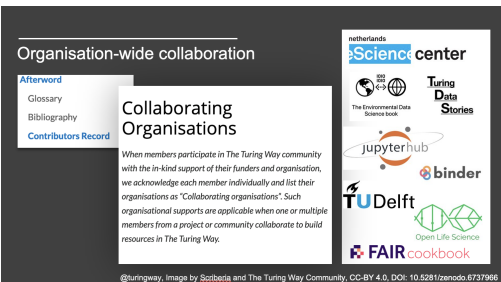 Organisation-wide collaboration
Afterword
Glossary
Bibliography
Contributors Record
Collaborating
Organisations
When members participate in The Turing Way community
with the in-kind support of their funders and organisation,
we acknowledge each member individually and list their
organisations as "Collaborating organisations". Such
organisational supports are applicable when one or multiple
members from a project or community collaborate to build
resources in The Turing Way.
netherlands
eScience center
The Environmental Data
Science book
Turing
Data
Stories
jupyterhub
binder
TUDelft
Open Life Science
FAIR cookbook
@turingway, Image by Scriberia and The Turing Way Community, CC-BY 4.0, DOI: 10.5281/zenodo.6737966